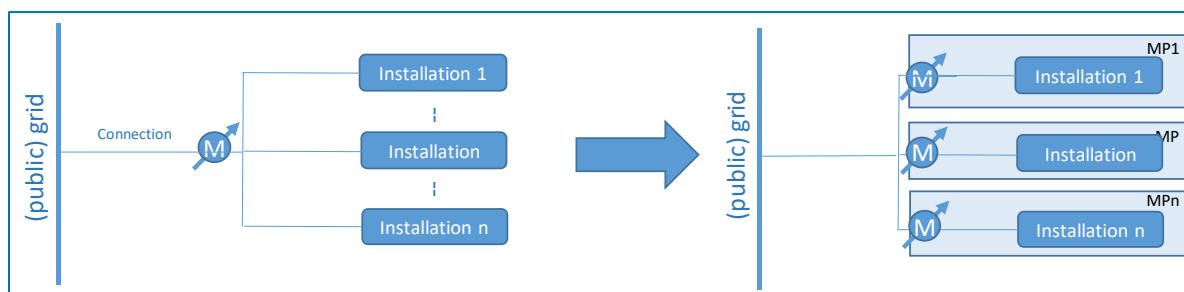 (public) grid
Connection
M
Installation 1
Installation
Installation n
(public) grid
MP1
M
Installation 1
MP
M
Installation
MPn
M
Installation n